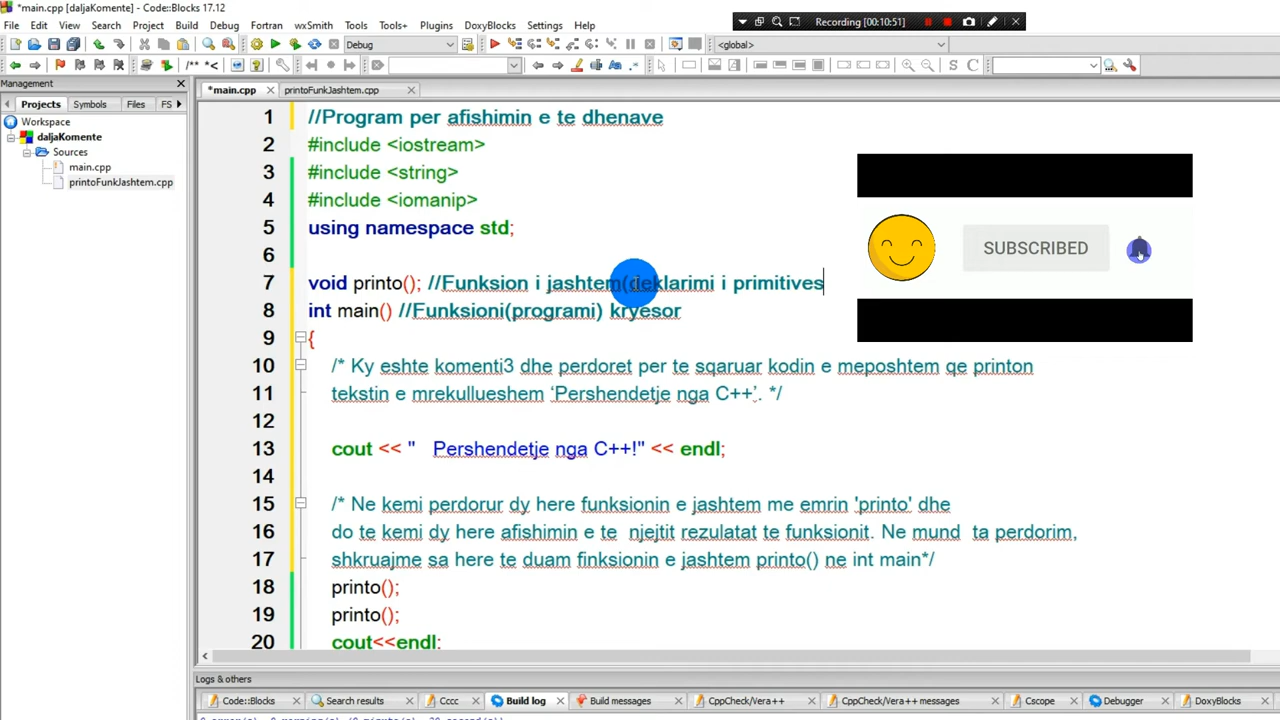 *main.cpp [daljaKomente] - Code::Blocks 17.12
Recording [00:10:51]
File Edit View Search Project Build Debug Fortran wxSmith Tools Tools+ Plugins DoxyBlocks Settings Help
Debug <global>
/** *< S C
Management
Projects Symbols Files FS
Workspace
daljaKomente
Sources
main.cpp
printoFunkJashtem.cpp
*main.cpp printoFunkJashtem.cpp
1 //Program per afishimin e te dhenave
2 #include <iostream>
3 #include <string>
4 #include <iomanip>
5 using namespace std;
6
7 void printo(); //Funksion i jashtem(deklarimi i primitives
8 int main() //Funksioni(programi) kryesor
9 {
10 /* Ky eshte komenti3 dhe perdoret per te sqaruar kodin e meposhtem qe printon
11 tekstin e mrekullueshem ‘Pershendetje nga C++’. */
12
13 cout << "   Pershendetje nga C++!" << endl;
14
15 /* Ne kemi perdorur dy here funksionin e jashtem me emrin 'printo' dhe
16 do te kemi dy here afishimin e te  njejtit rezulatat te funksionit. Ne mund  ta perdorim,
17 shkruajme sa here te duam finksionin e jashtem printo() ne int main*/
18 printo();
19 printo();
20 cout<<endl;
SUBSCRIBED
Logs & others
Code::Blocks Search results Cccc Build log Build messages CppCheck/Vera++ CppCheck/Vera++ messages Cscope Debugger DoxyBlocks